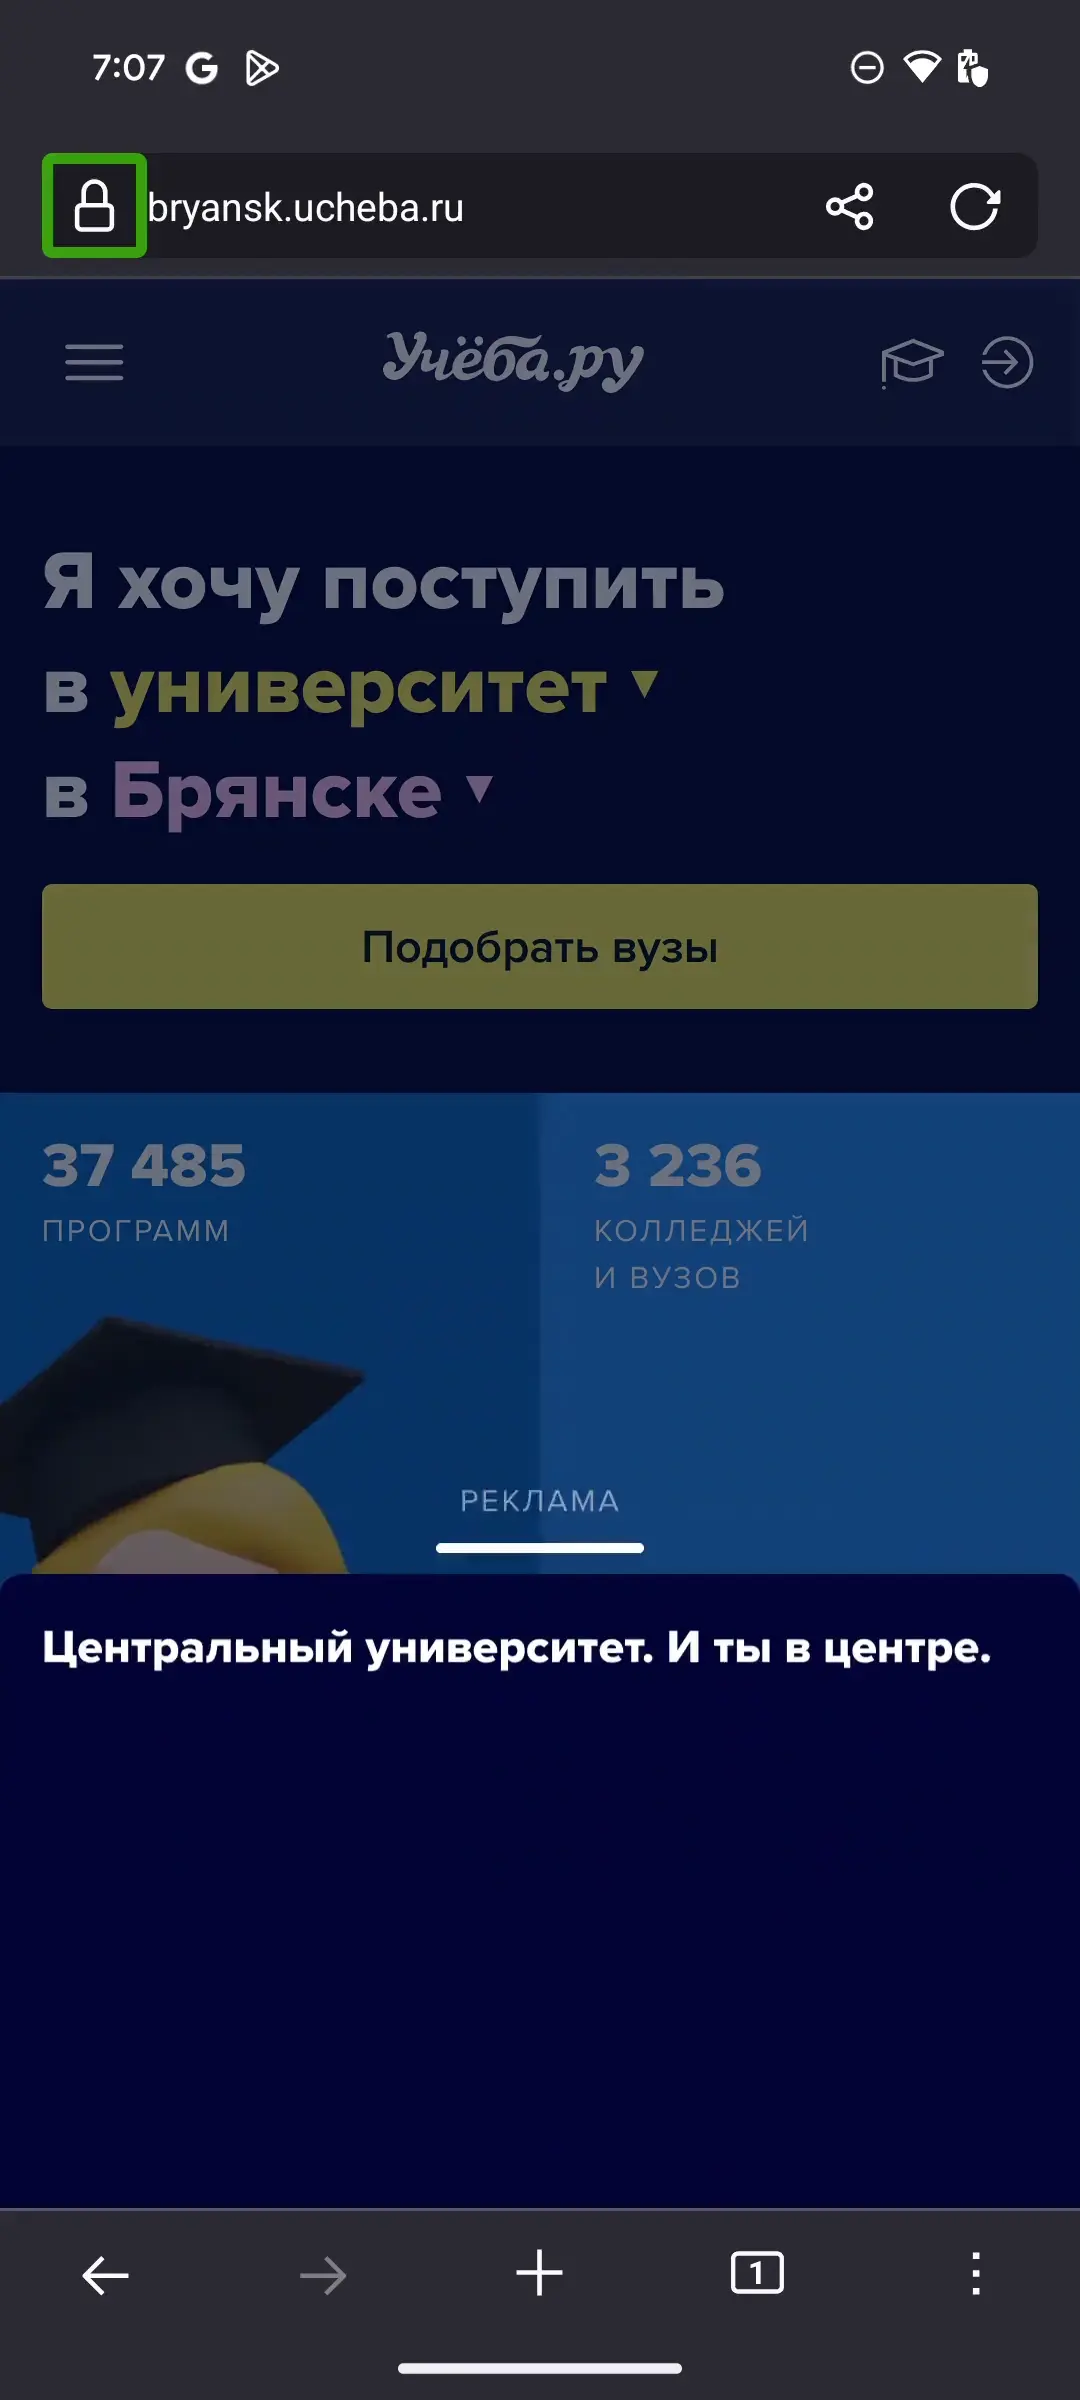 7:07
bryansk.ucheba.ru
Учёба.ру
Я хочу поступить
в университет ▼
в Брянске ▼
Подобрать вузы
37 485
ПРОГРАММ
3 236
КОЛЛЕДЖЕЙ
И ВУЗОВ
РЕКЛАМА
Центральный университет. И ты в центре.
1